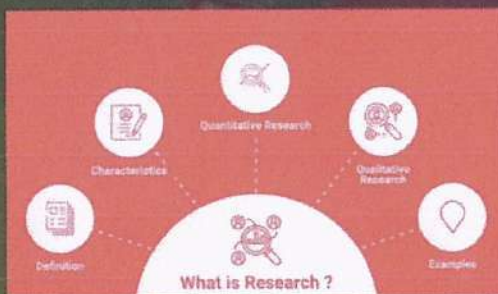 Quantitative Research
Characteristics
Qualitative
Research
Definition
Examples
What is Research ?